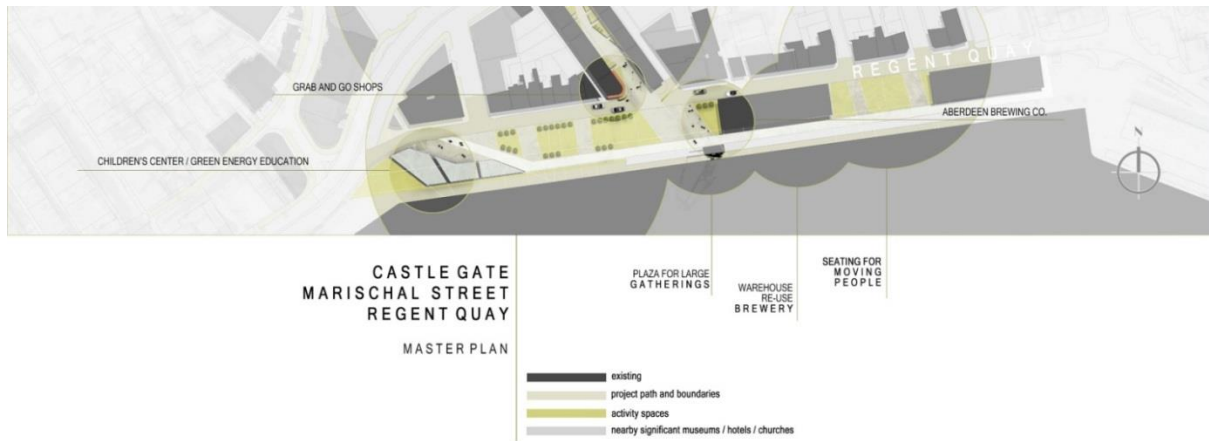 REGENT QUAY
GRAB AND GO SHOPS
ABERDEEN BREWING CO.
CHILDREN'S CENTER / GREEN ENERGY EDUCATION
N
CASTLE GATE
MARISCHAL STREET
REGENT QUAY
MASTER PLAN
PLAZA FOR LARGE
GATHERINGS
WAREHOUSE
RE-USE
BREWERY
SEATING FOR
MOVING
PEOPLE
existing
project path and boundaries
activity spaces
nearby significant museums / hotels / churches